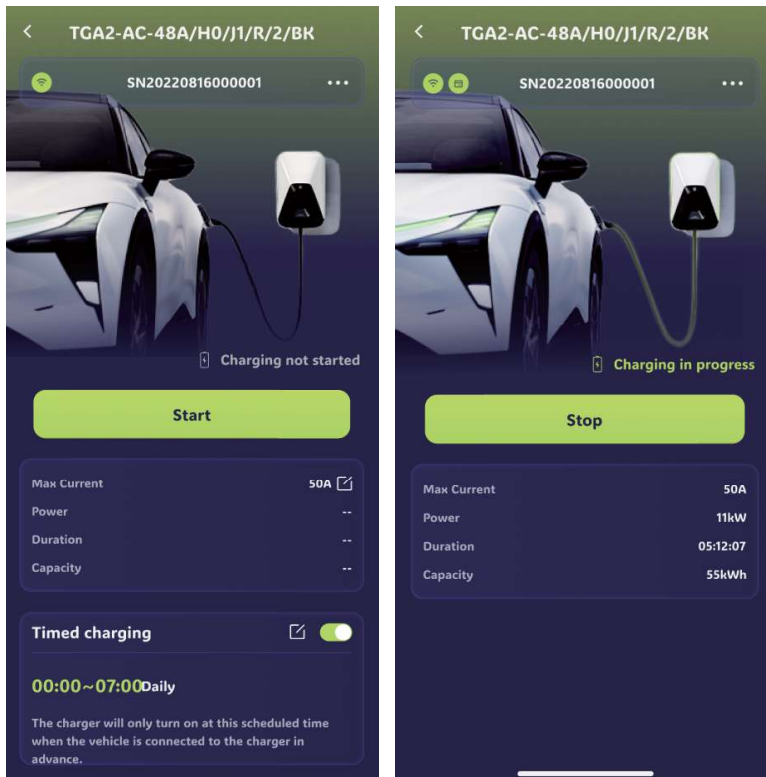 TGA2-AC-48A/H0/J1/R/2/BK
SN20220816000001
Charging not started
Start
Max Current 50A
Power --
Duration --
Capacity --
Timed charging
00:00~07:00Daily
The charger will only turn on at this scheduled time
when the vehicle is connected to the charger in
advance.
TGA2-AC-48A/H0/J1/R/2/BK
SN20220816000001
Charging in progress
Stop
Max Current 50A
Power 11kW
Duration 05:12:07
Capacity 55kWh